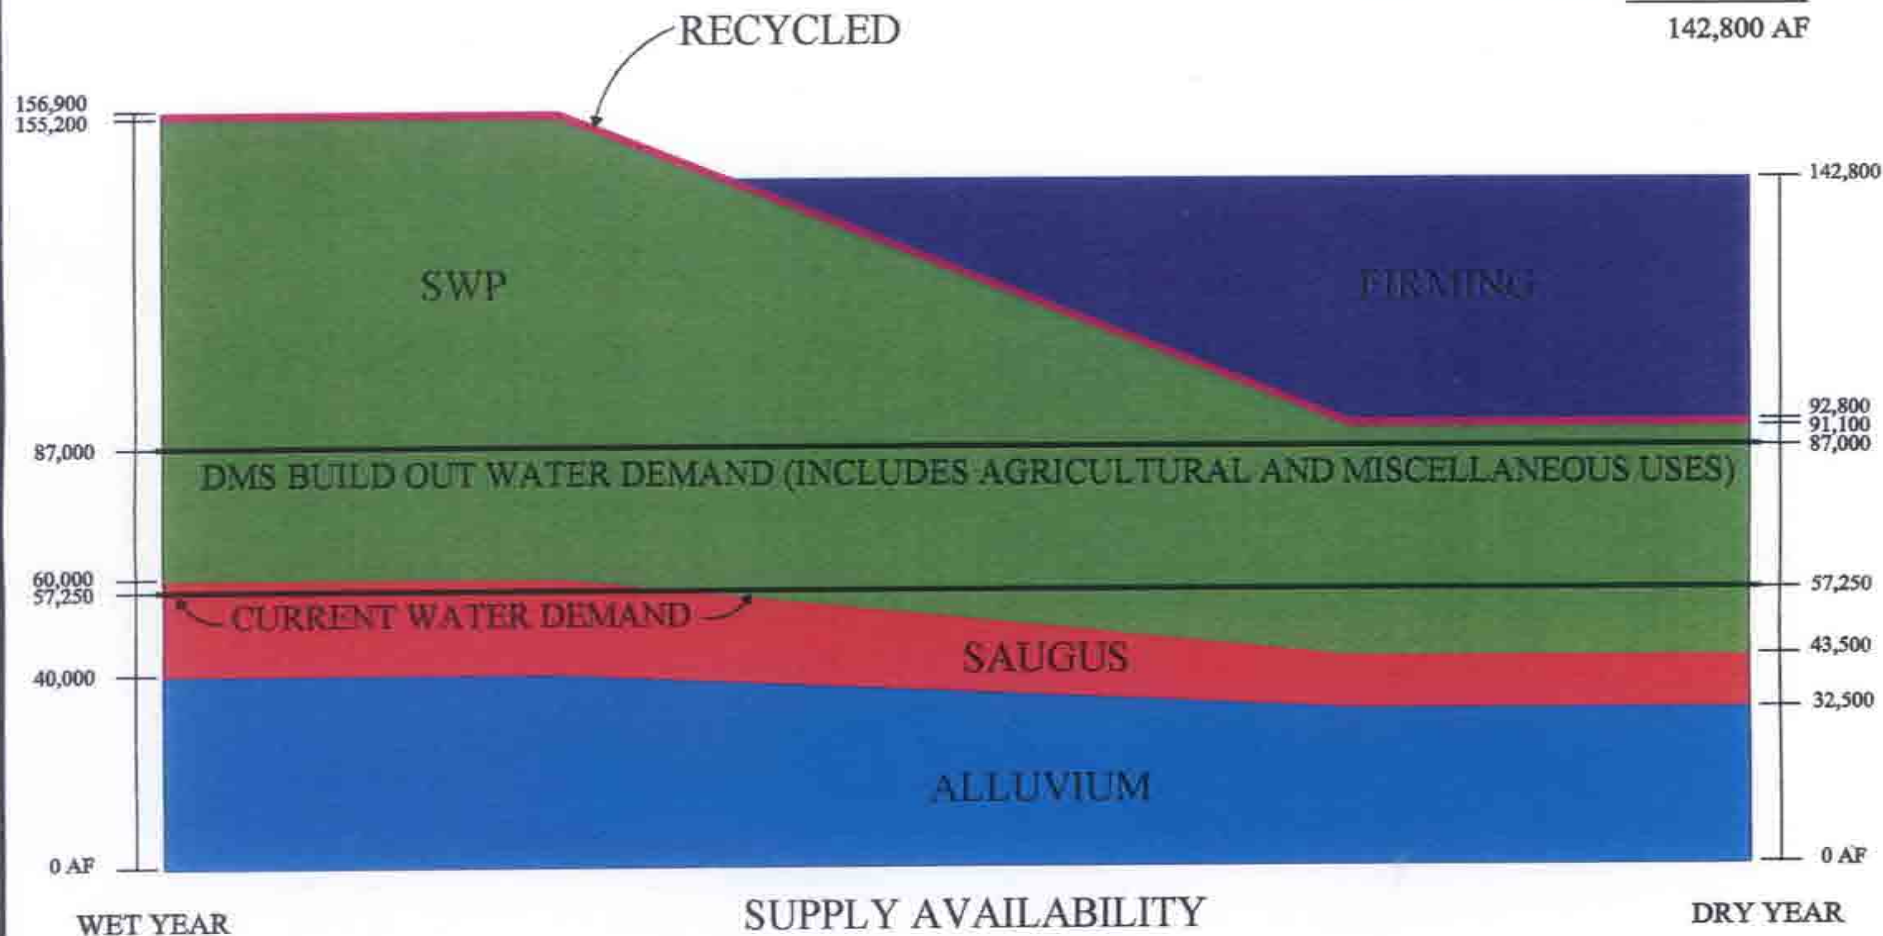 142,800 AF
RECYCLED
156,900
155,200
142,800
SWP
FIRMING
92,800
91,100
87,000
87,000
DMS BUILD OUT WATER DEMAND (INCLUDES AGRICULTURAL AND MISCELLANEOUS USES)
60,000
57,250
57,250
CURRENT WATER DEMAND
SAUGUS
43,500
40,000
32,500
ALLUVIUM
0 AF
0 AF
WET YEAR
SUPPLY AVAILABILITY
DRY YEAR